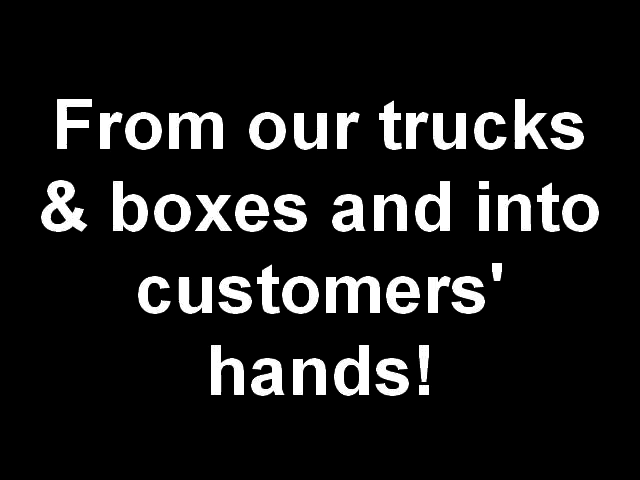 From our trucks
& boxes and into
customers'
hands!